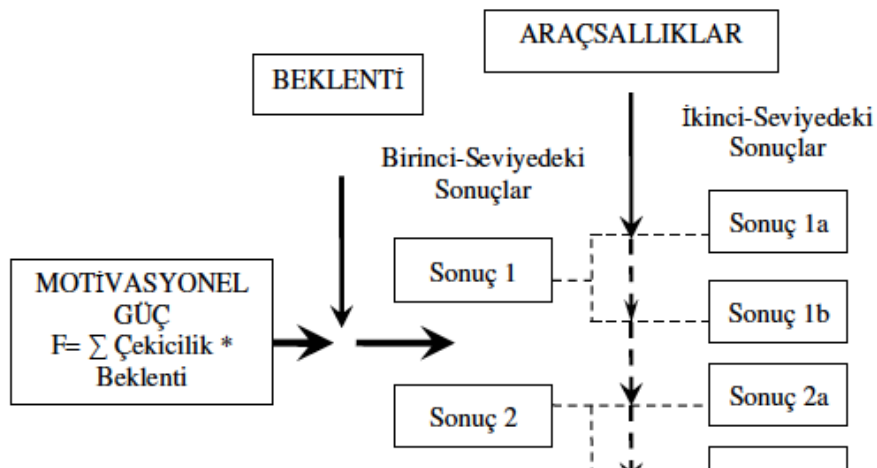 ARAÇSALLIKLAR
BEKLENTİ
İkinci-Seviyedeki
Sonuçlar
Birinci-Seviyedeki
Sonuçlar
Sonuç 1a
Sonuç 1
MOTİVASYONEL
GÜÇ
F= ∑ Çekicilik *
Beklenti
Sonuç 1b
Sonuç 2
Sonuç 2a